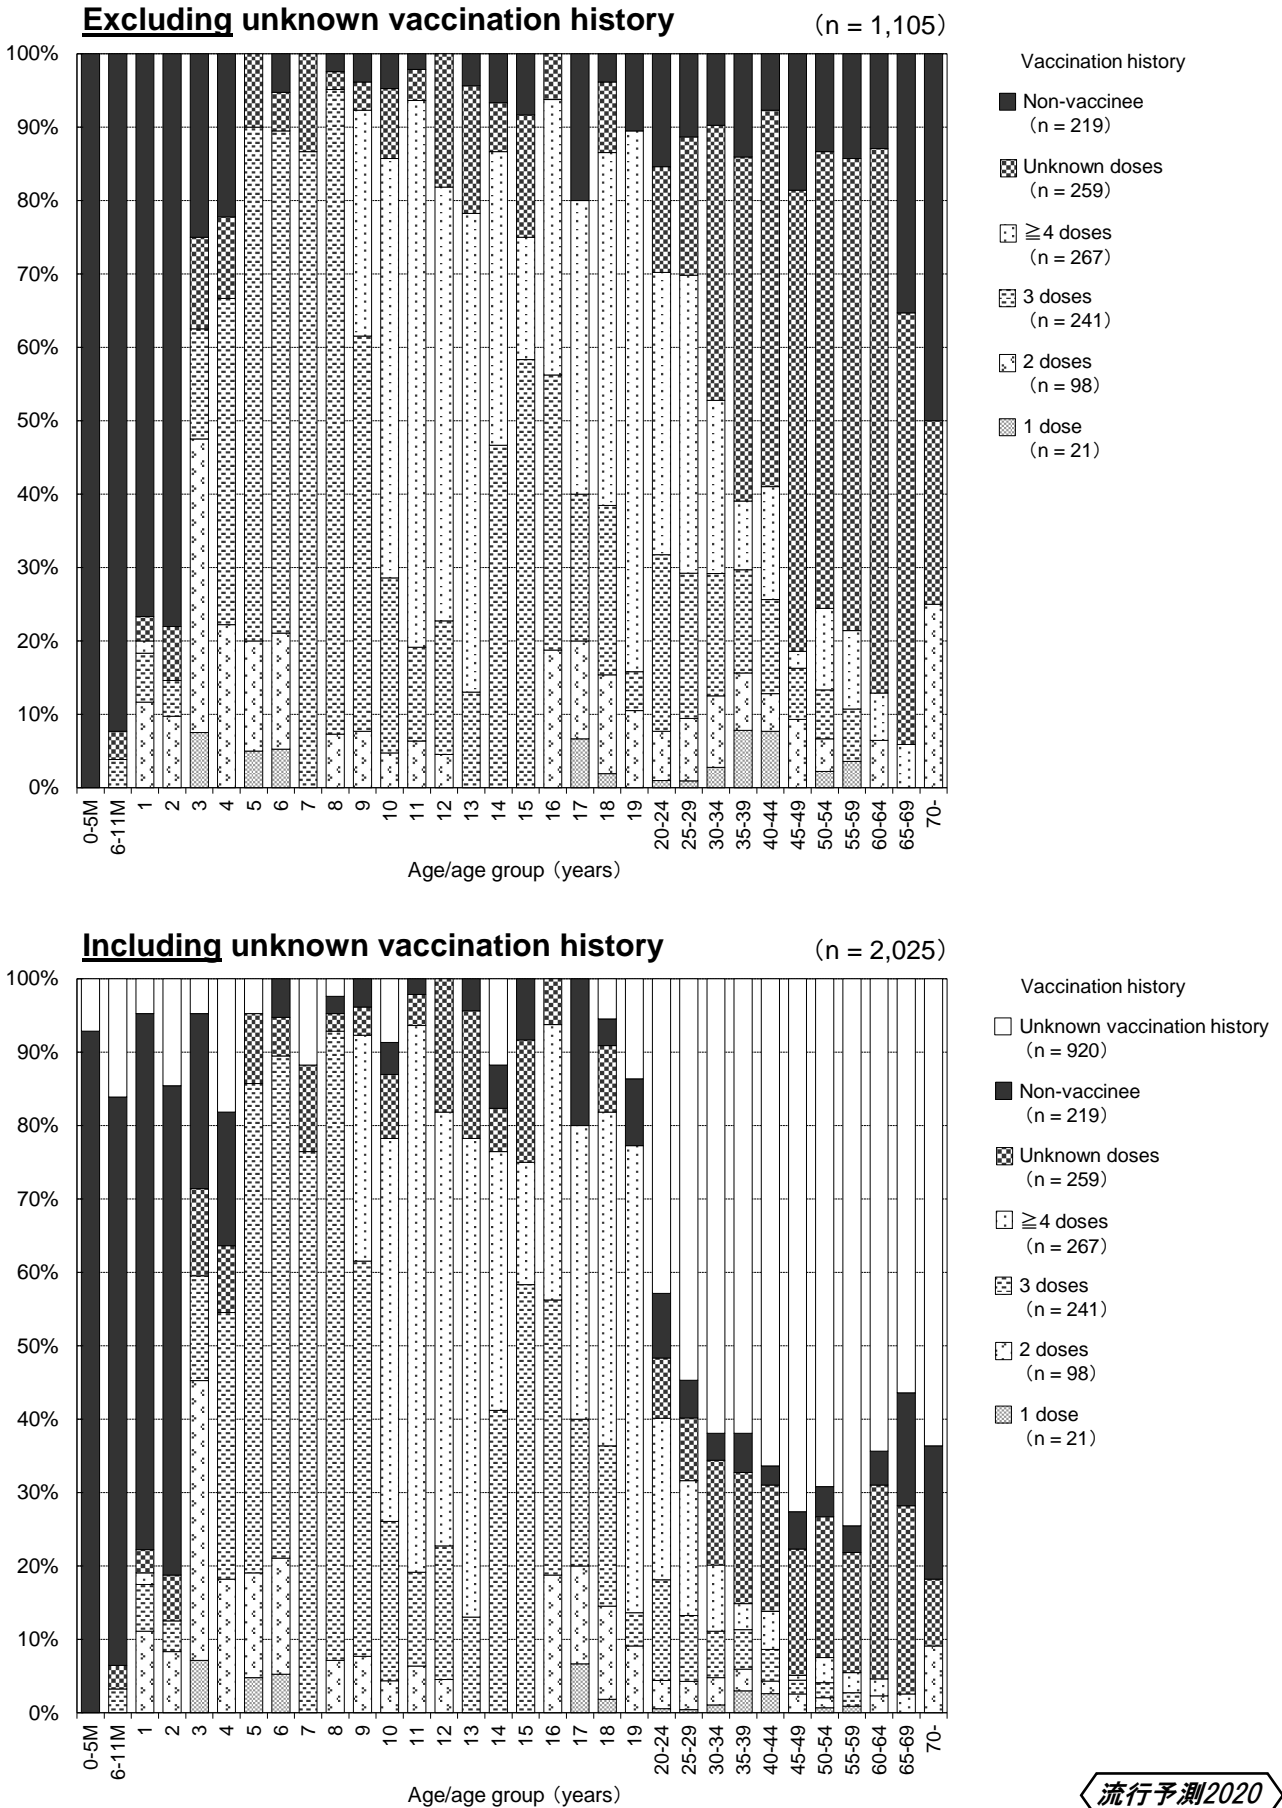 Excluding unknown vaccination history
(n = 1,105)
100%
90%
80%
70%
60%
50%
40%
30%
20%
10%
0%
0-5M
6-11M
1
2
3
4
5
6
7
8
9
10
11
12
13
14
15
16
17
18
19
20-24
25-29
30-34
35-39
40-44
45-49
50-54
55-59
60-64
65-69
70-
Age/age group（years）
Vaccination history
Non-vaccinee
（n = 219）
Unknown doses
（n = 259）
≧4 doses
（n = 267）
3 doses
（n = 241）
2 doses
（n = 98）
1 dose
（n = 21）
Including unknown vaccination history
(n = 2,025)
100%
90%
80%
70%
60%
50%
40%
30%
20%
10%
0%
0-5M
6-11M
1
2
3
4
5
6
7
8
9
10
11
12
13
14
15
16
17
18
19
20-24
25-29
30-34
35-39
40-44
45-49
50-54
55-59
60-64
65-69
70-
Age/age group（years）
Vaccination history
Unknown vaccination history
（n = 920）
Non-vaccinee
（n = 219）
Unknown doses
（n = 259）
≧4 doses
（n = 267）
3 doses
（n = 241）
2 doses
（n = 98）
1 dose
（n = 21）
流行予測2020